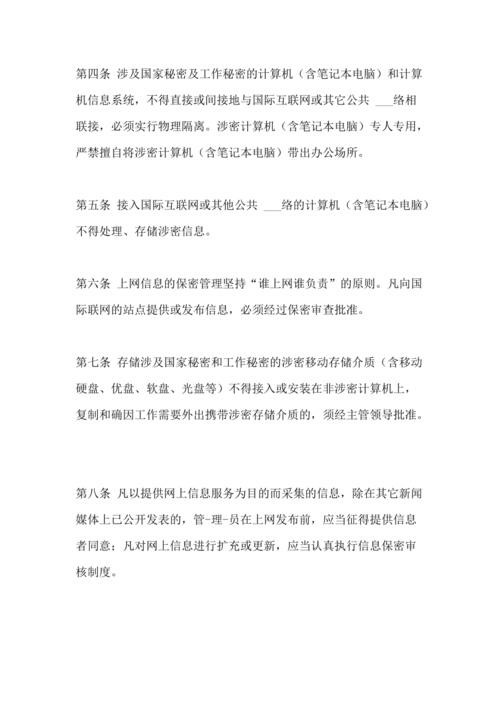 第四条 涉及国家秘密及工作秘密的计算机（含笔记本电脑）和计算
机信息系统，不得直接或间接地与国际互联网或其它公共 ___络相
联接，必须实行物理隔离。涉密计算机（含笔记本电脑）专人专用，
严禁擅自将涉密计算机（含笔记本电脑）带出办公场所。
第五条 接入国际互联网或其他公共 ___络的计算机（含笔记本电脑）
不得处理、存储涉密信息。
第六条 上网信息的保密管理坚持“谁上网谁负责”的原则。凡向国
际联网的站点提供或发布信息，必须经过保密审查批准。
第七条 存储涉及国家秘密和工作秘密的涉密移动存储介质（含移动
硬盘、优盘、软盘、光盘等）不得接入或安装在非涉密计算机上，
复制和确因工作需要外出携带涉密存储介质的，须经主管领导批准。
第八条 凡以提供网上信息服务为目的而采集的信息，除在其它新闻
媒体上已公开发表的，管-理-员在上网发布前，应当征得提供信息
者同意；凡对网上信息进行扩充或更新，应当认真执行信息保密审
核制度。